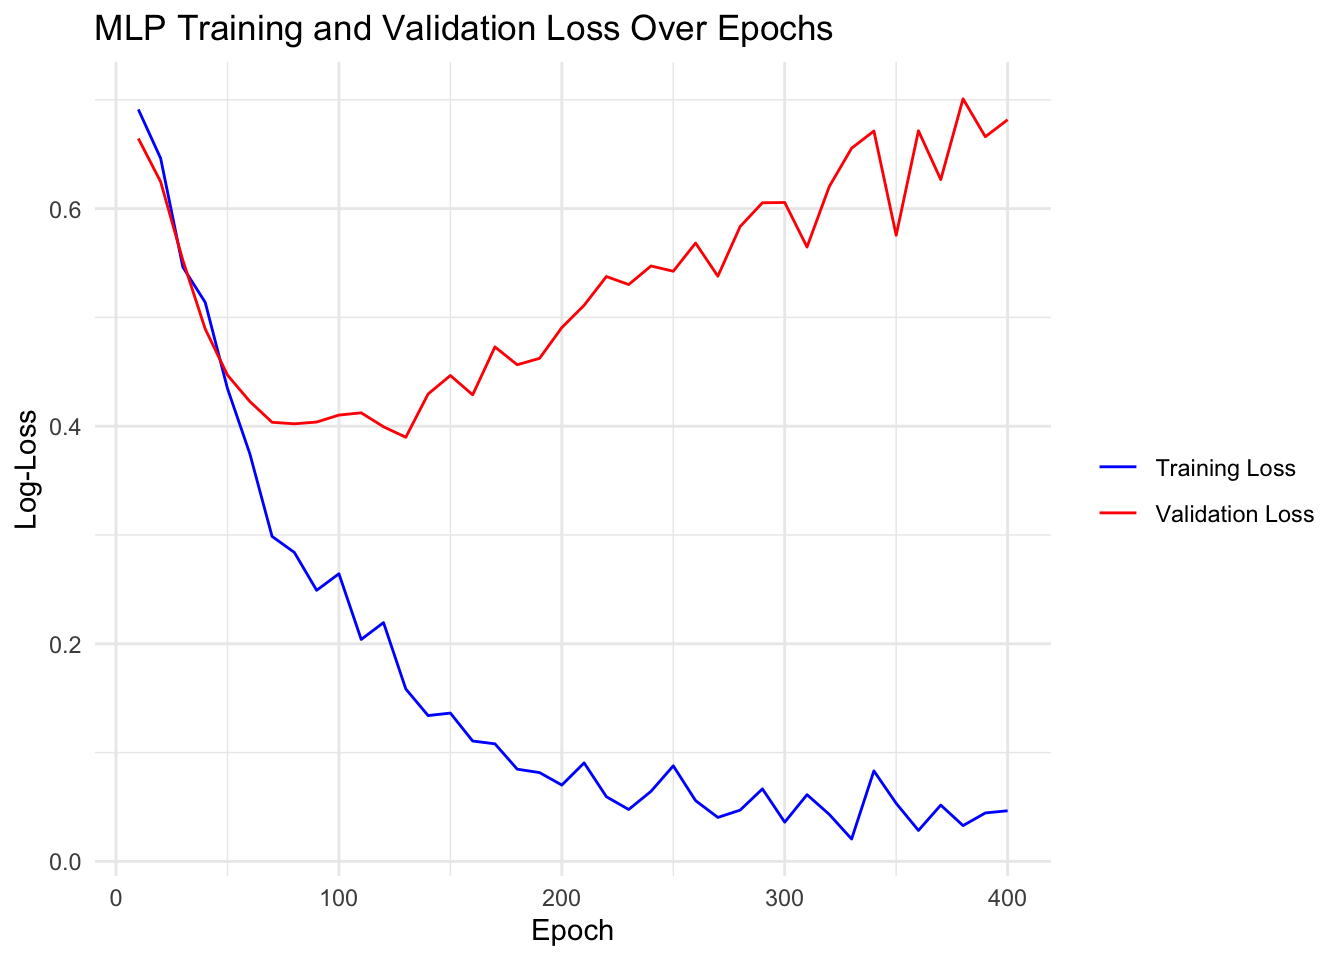 MLP Training and Validation Loss Over Epochs
Log-Loss
0.6
0.4
0.2
0.0
0 100 200 300 400
Epoch
Training Loss
Validation Loss